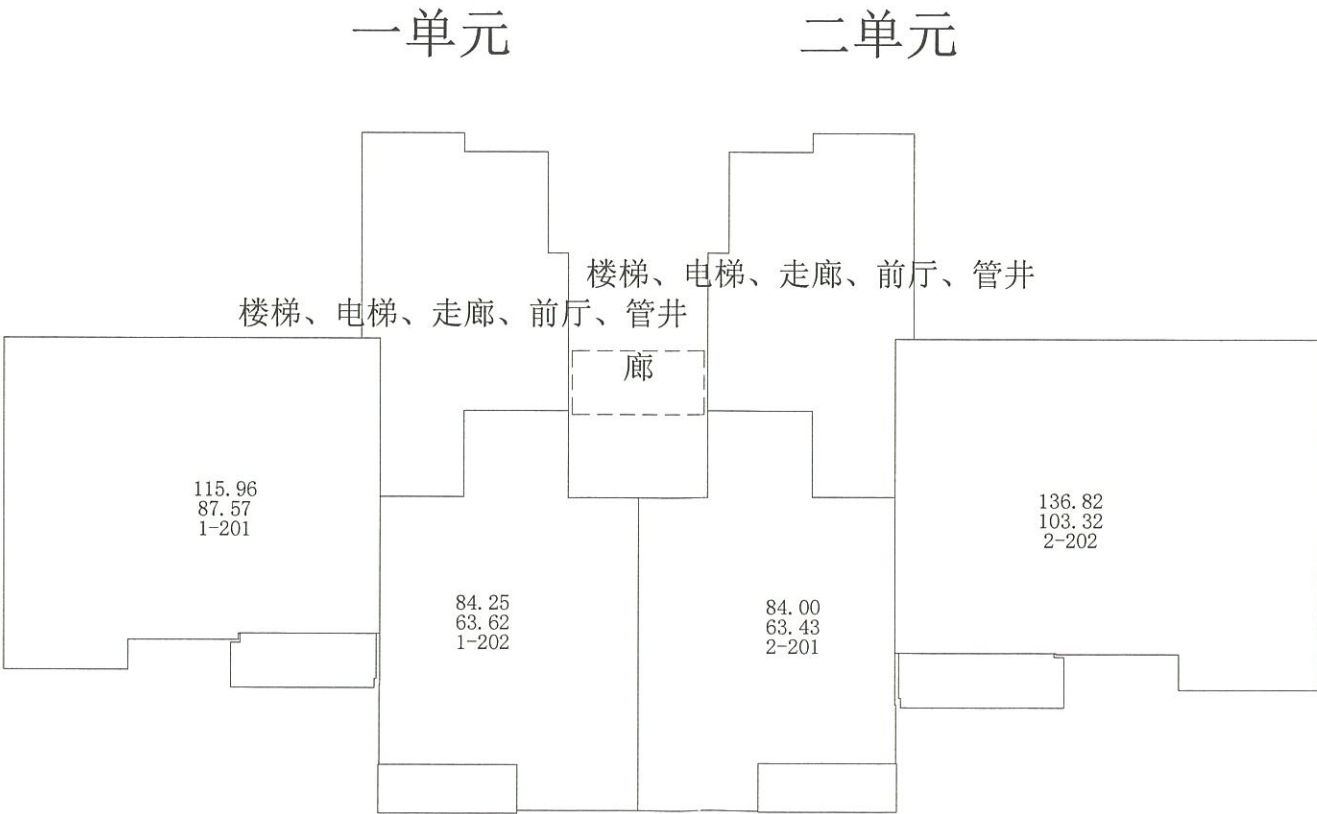 一单元
二单元
楼梯、电梯、走廊、前厅、管井
楼梯、电梯、走廊、前厅、管井
廊
115.96
87.57
1-201
136.82
103.32
2-202
84.25
63.62
1-202
84.00
63.43
2-201